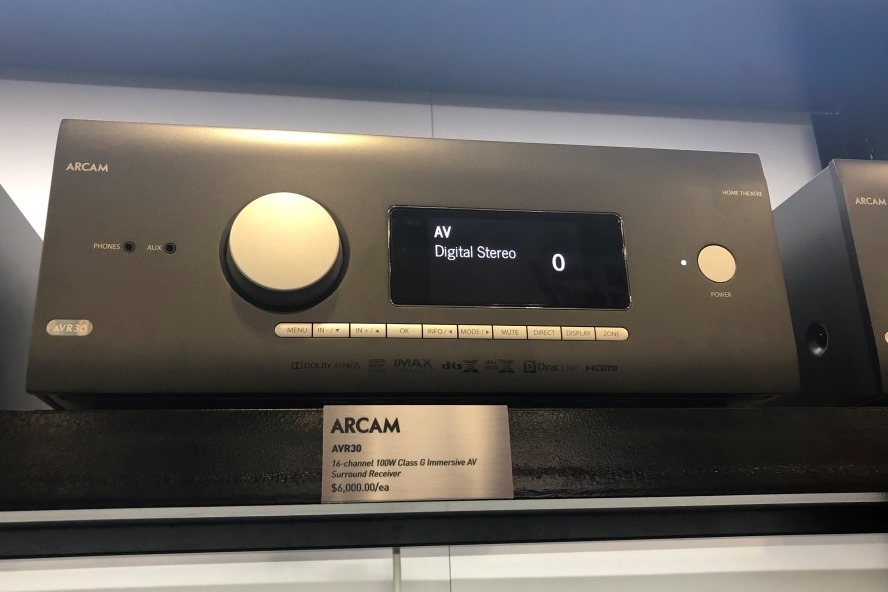 ARCAM
HOME THEATRE
AV
Digital Stereo
0
PHONES
AUX
POWER
AVR30
MENU
IN -/▼
IN +/▲
OK
INFO/◄
MODE/►
MUTE
DIRECT
DISPLAY
ZONE
DOLBY ATMOS
IMAX
dts X
Dirac Live
HDMI
ARCAM
ARCAM
AVR30
16-channel 100W Class G Immersive AV
Surround Receiver
$6,000.00/ea